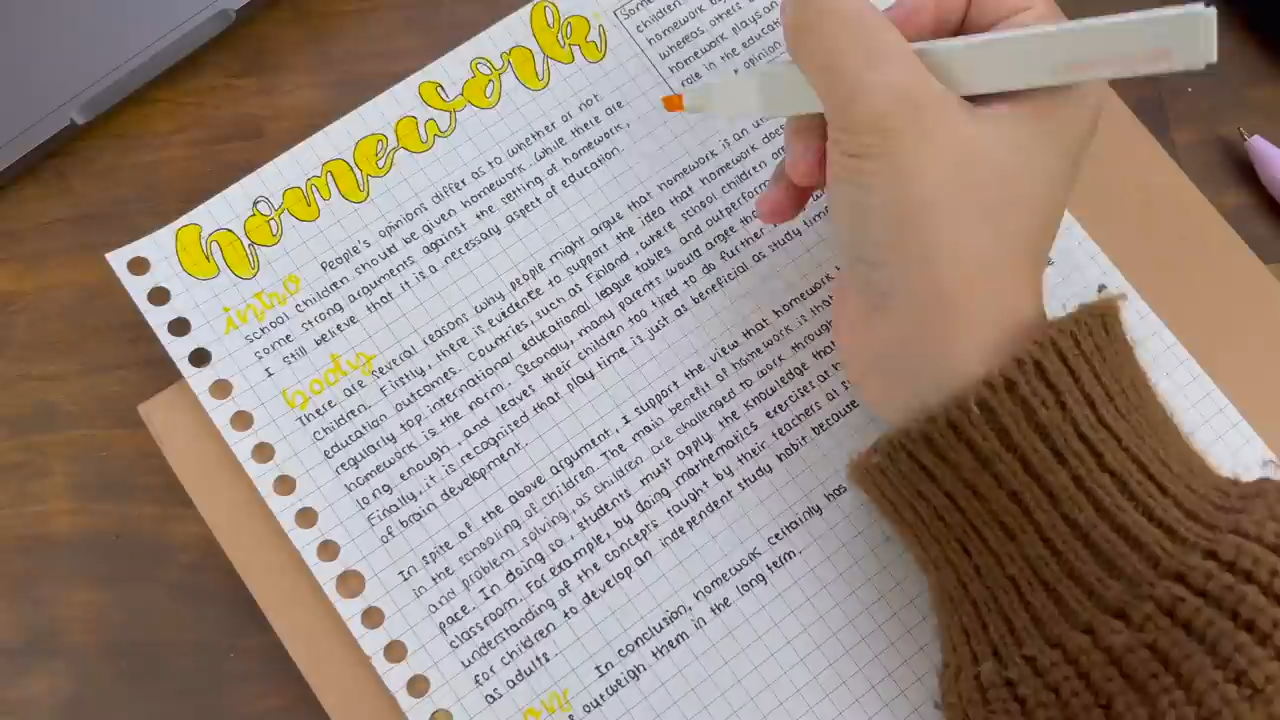 homework
children
homework
whereas others
homework plays an
role in the educati
opinion
intro People's opinions differ as to whether or not
school children should be given homework. While there are
some strong arguments against the setting of homework,
I still believe that it is a necessary aspect of education.
body
There are several reasons why people might argue that homework is an un
children. Firstly, there is evidence to support the idea that homework does
education outcomes. Countries, such as Finland, where school children are
regularly top international educational league tables, and outperform
homework is the norm. Secondly, many parents would argee tha
long enough, and leaves their children too tired to do further
Finally, it is recognised that play time is just as beneficial as study time
of brain development.
In spite of the above argument, I support the view that homework
in the schooling of children. The main benefit of homework is that
and problem solving, as children are challenged to work through
pace. In doing so, students must apply the knowledge that
classroom. For example, by doing mathematics exercises at h
understanding of the concepts taught by their teachers at s
for children to develop an independent study habit because
as adults.
In conclusion, homework certainly has
outweigh them in the long term.